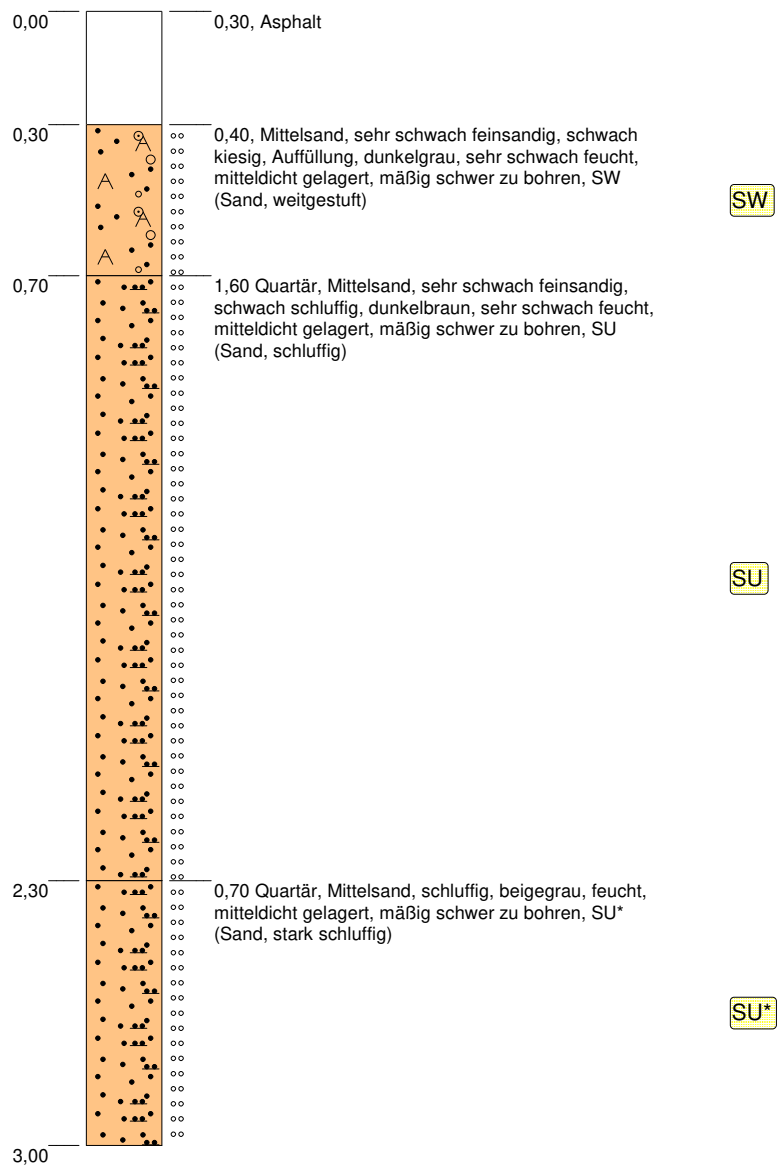 0,00
0,30, Asphalt
0,30
0,40, Mittelsand, sehr schwach feinsandig, schwach
kiesig, Auffüllung, dunkelgrau, sehr schwach feucht,
mitteldicht gelagert, mäßig schwer zu bohren, SW
(Sand, weitgestuft)
SW
0,70
1,60 Quartär, Mittelsand, sehr schwach feinsandig,
schwach schluffig, dunkelbraun, sehr schwach feucht,
mitteldicht gelagert, mäßig schwer zu bohren, SU
(Sand, schluffig)
SU
2,30
0,70 Quartär, Mittelsand, schluffig, beigegrau, feucht,
mitteldicht gelagert, mäßig schwer zu bohren, SU*
(Sand, stark schluffig)
SU*
3,00